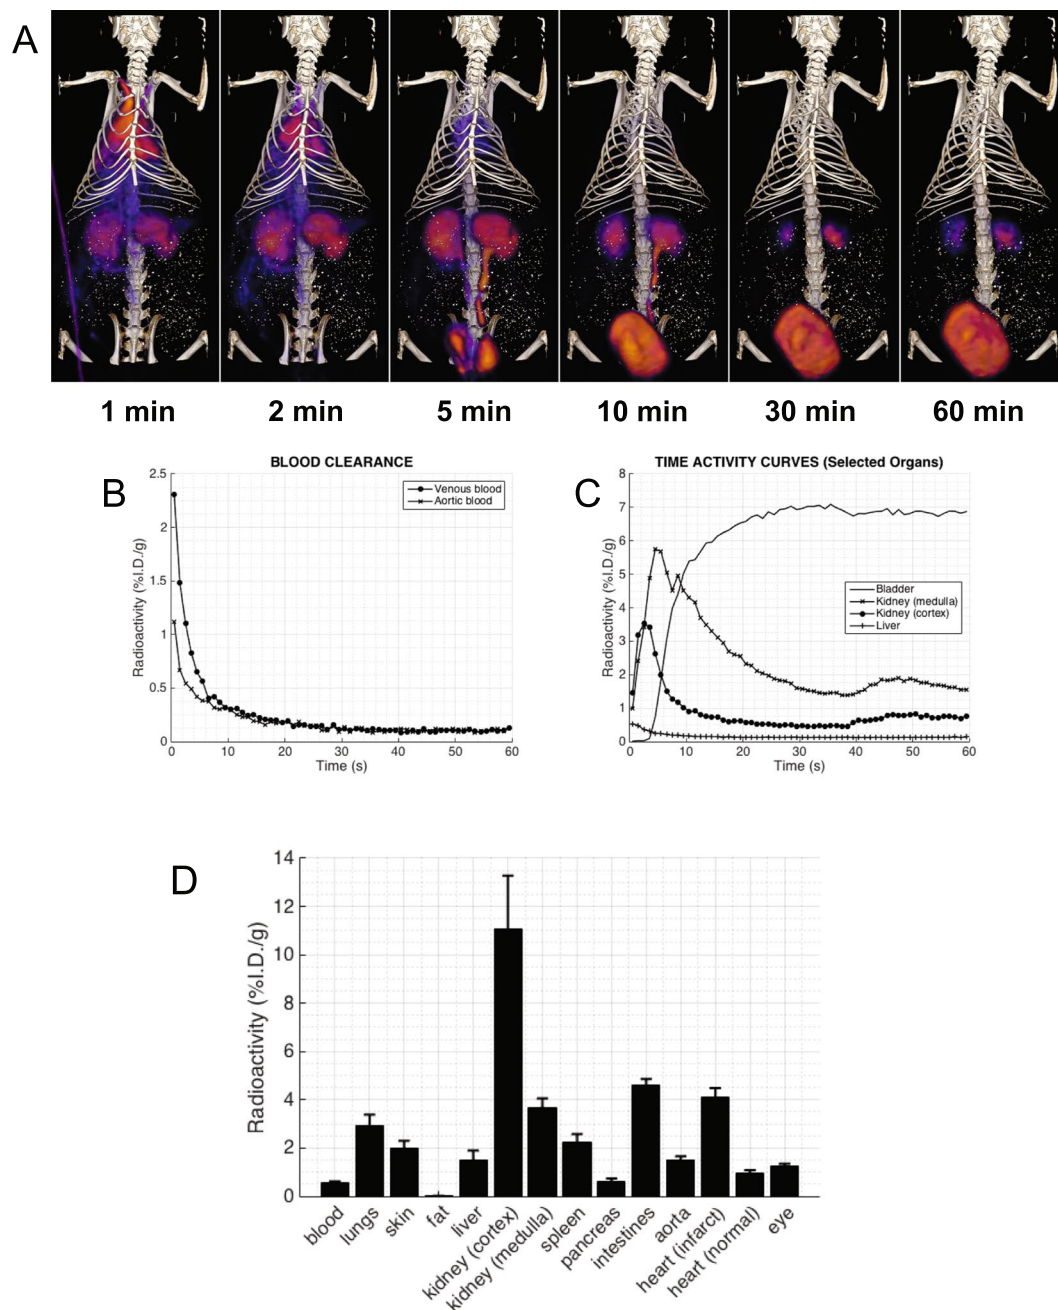 A
1 min 2 min 5 min 10 min 30 min 60 min
B
BLOOD CLEARANCE
Venous blood
Aortic blood
Radioactivity (%I.D./g)
2.5
2
1.5
1
0.5
0
0 10 20 30 40 50 60
Time (s)
C
TIME ACTIVITY CURVES (Selected Organs)
Bladder
Kidney (medulla)
Kidney (cortex)
Liver
Radioactivity (%I.D./g)
8
7
6
5
4
3
2
1
0
0 10 20 30 40 50 60
Time (s)
D
Radioactivity (%I.D./g)
14
12
10
8
6
4
2
0
blood
lungs
skin
fat
liver
kidney (cortex)
kidney (medulla)
spleen
pancreas
intestines
aorta
heart (infarct)
heart (normal)
eye